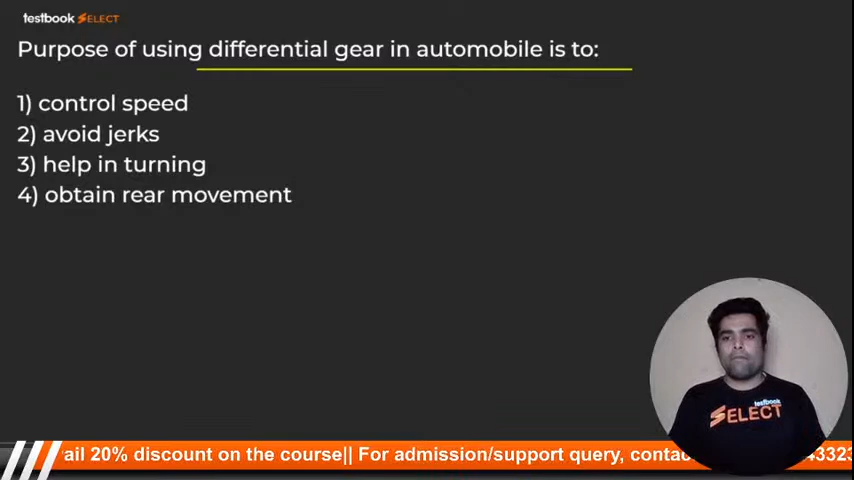 testbook SELECT
Purpose of using differential gear in automobile is to:
1) control speed
2) avoid jerks
3) help in turning
4) obtain rear movement
testbook
SELECT
ail 20% discount on the course|| For admission/support query, contac